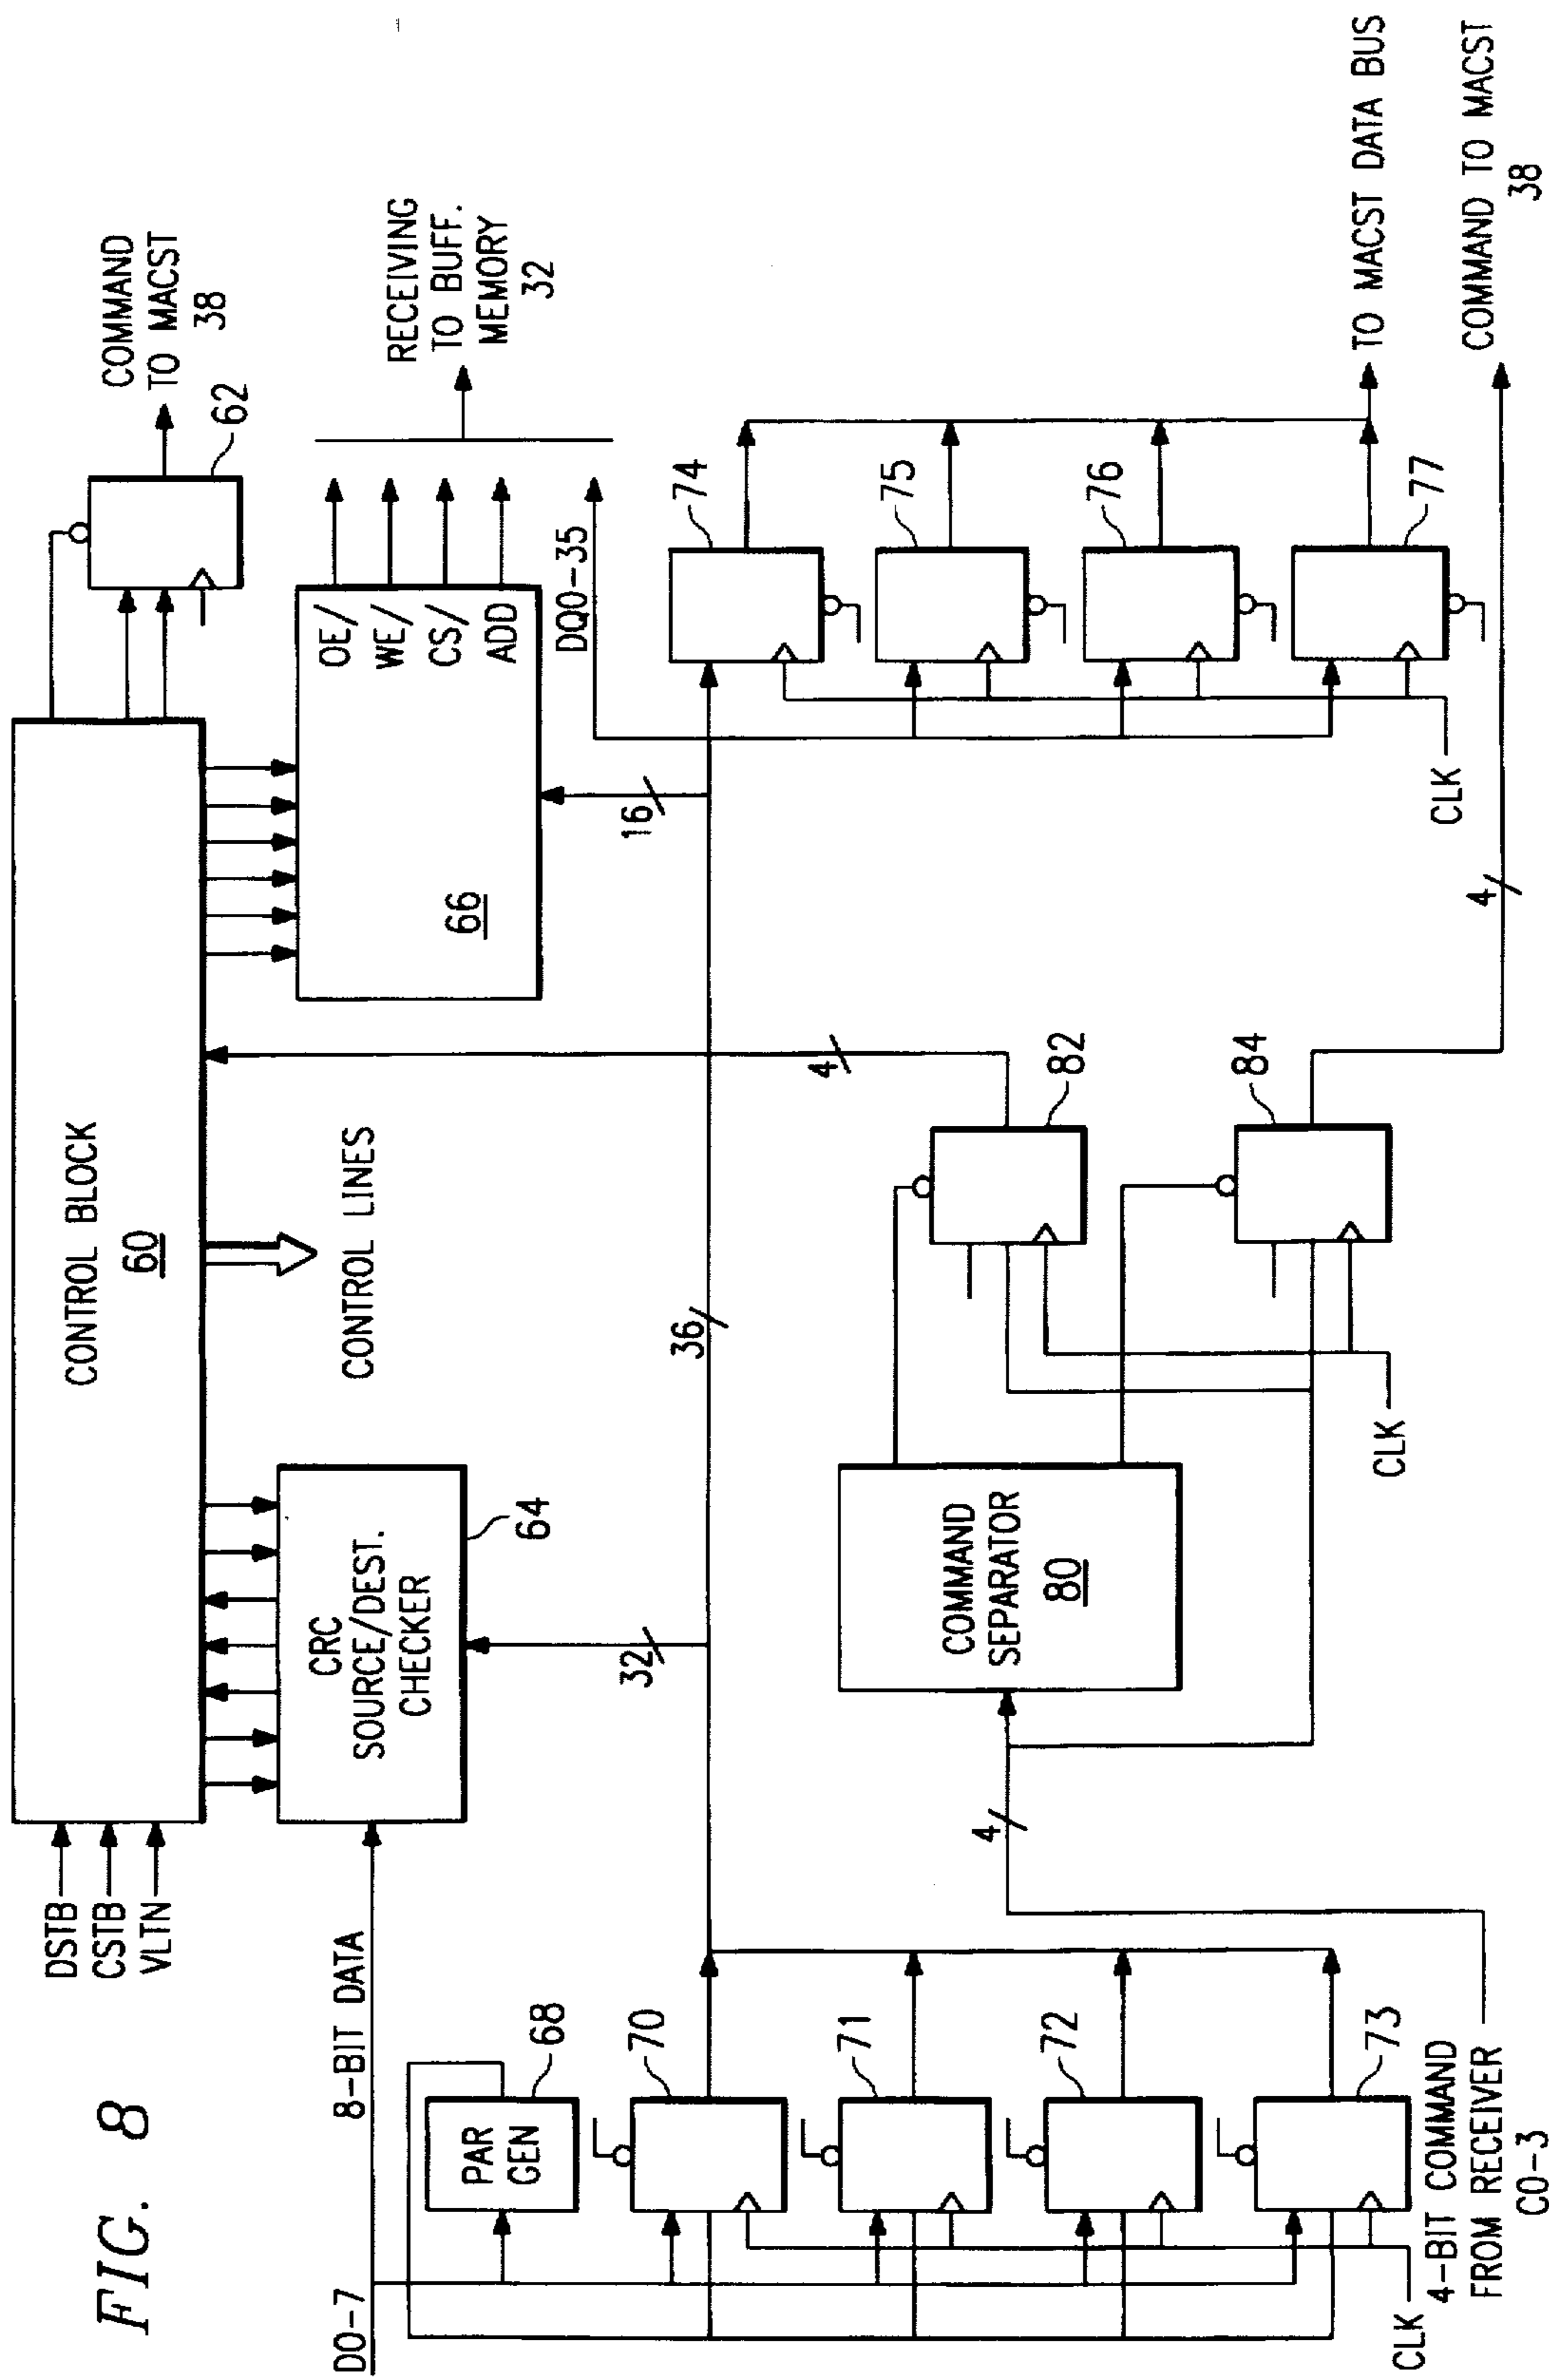 FIG. 8
DSTB
CSTB
VLTN
CONTROL BLOCK
60
CONTROL LINES
COMMAND
TO MACST
38
62
D0-7
8-BIT DATA
CRC
SOURCE/DEST.
CHECKER
64
OE/
WE/
CS/
ADD
66
RECEIVING
TO BUFF.
MEMORY
32
DQ0-35
PAR
GEN
68
70
71
72
73
CLK
32
36
16
4
74
75
76
77
CLK
TO MACST DATA BUS
4-BIT COMMAND
FROM RECEIVER
C0-3
4
COMMAND
SEPARATOR
80
82
84
CLK
4
COMMAND TO MACST
38